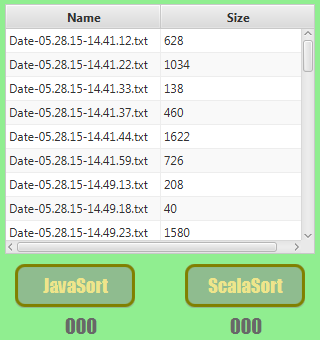 Name Size
Date-05.28.15-14.41.12.txt 628
Date-05.28.15-14.41.22.txt 1034
Date-05.28.15-14.41.33.txt 138
Date-05.28.15-14.41.37.txt 460
Date-05.28.15-14.41.44.txt 1622
Date-05.28.15-14.41.59.txt 726
Date-05.28.15-14.49.13.txt 208
Date-05.28.15-14.49.18.txt 40
Date-05.28.15-14.49.23.txt 1580
JavaSort ScalaSort
000 000